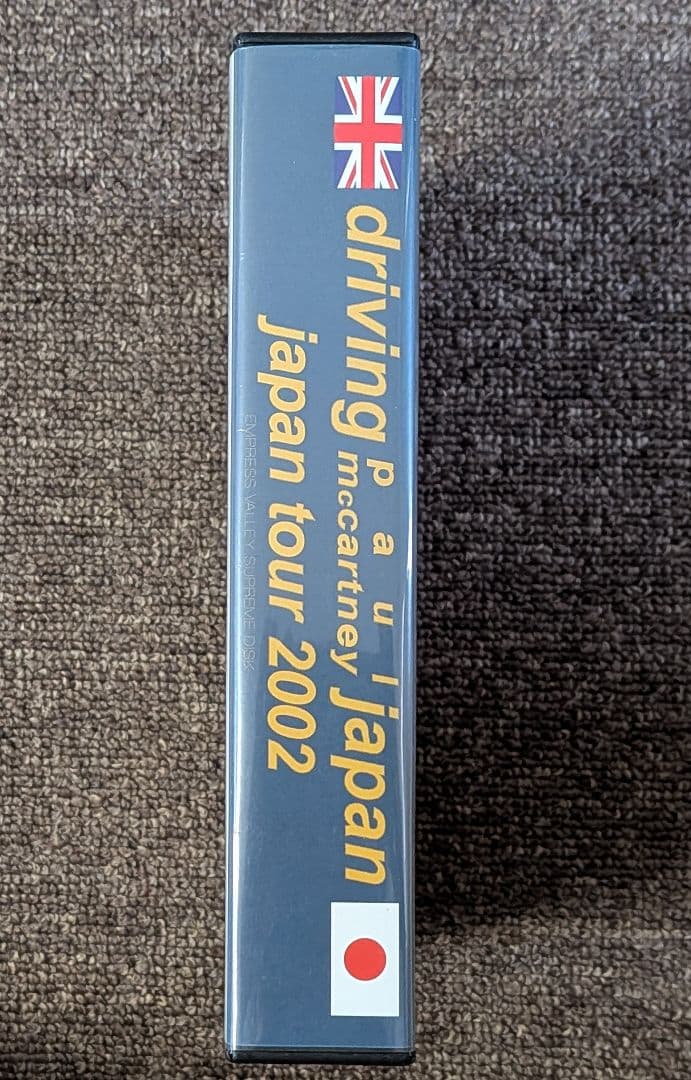 driving paul mccartney japan
japan tour 2002
EMPRESS VALLEY SUPREME DISK